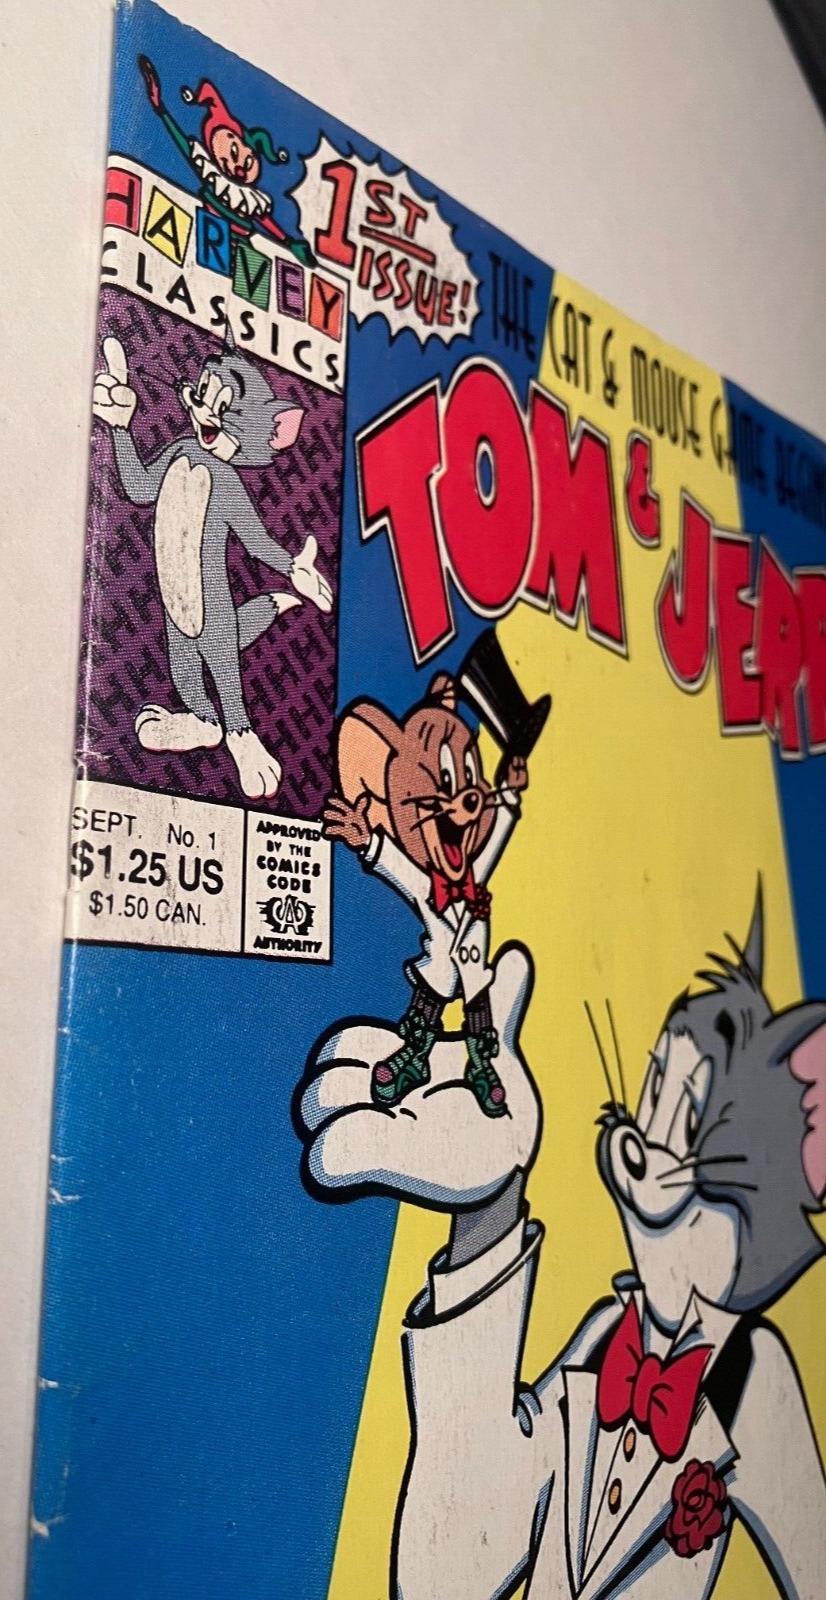 HARVEY
CLASSICS
1ST
ISSUE!
THE CAT & MOUSE GAME
TOM & JERR
SEPT. No. 1
$1.25 US
$1.50 CAN.
APPROVED
BY THE
COMICS
CODE
AUTHORITY